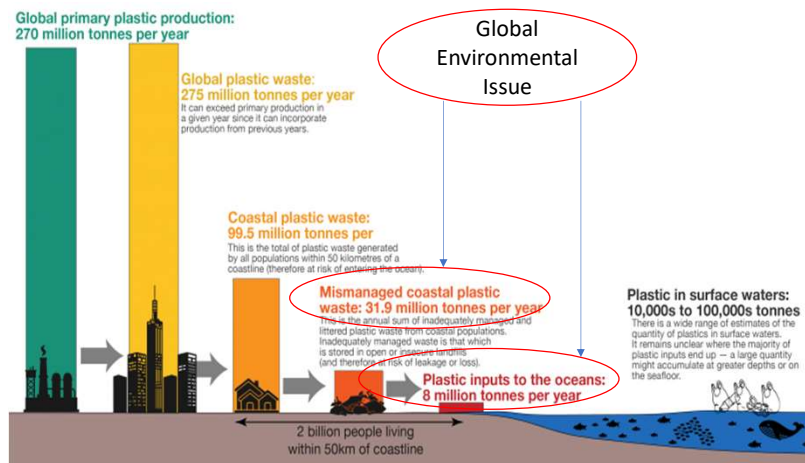 Global primary plastic production:
270 million tonnes per year
Global
Environmental
Issue
Global plastic waste:
275 million tonnes per year
It can exceed primary production in
a given year since it can incorporate
production from previous years.
Coastal plastic waste:
99.5 million tonnes per
This is the total of plastic waste generated
by all populations within 50 kilometres of a
coastline (therefore at risk of entering the ocean).
Mismanaged coastal plastic
waste: 31.9 million tonnes per year
This is the annual sum of inadequately managed and
littered plastic waste from coastal populations.
Inadequately managed waste is that which
is stored in open or insecure landfills
(and therefore at risk of leakage or loss).
Plastic inputs to the oceans:
8 million tonnes per year
Plastic in surface waters:
10,000s to 100,000s tonnes
There is a wide range of estimates of the
quantity of plastics in surface waters.
It remains unclear where the majority of
plastic inputs end up — a large quantity
might accumulate at greater depths or on
the seafloor.
2 billion people living
within 50km of coastline